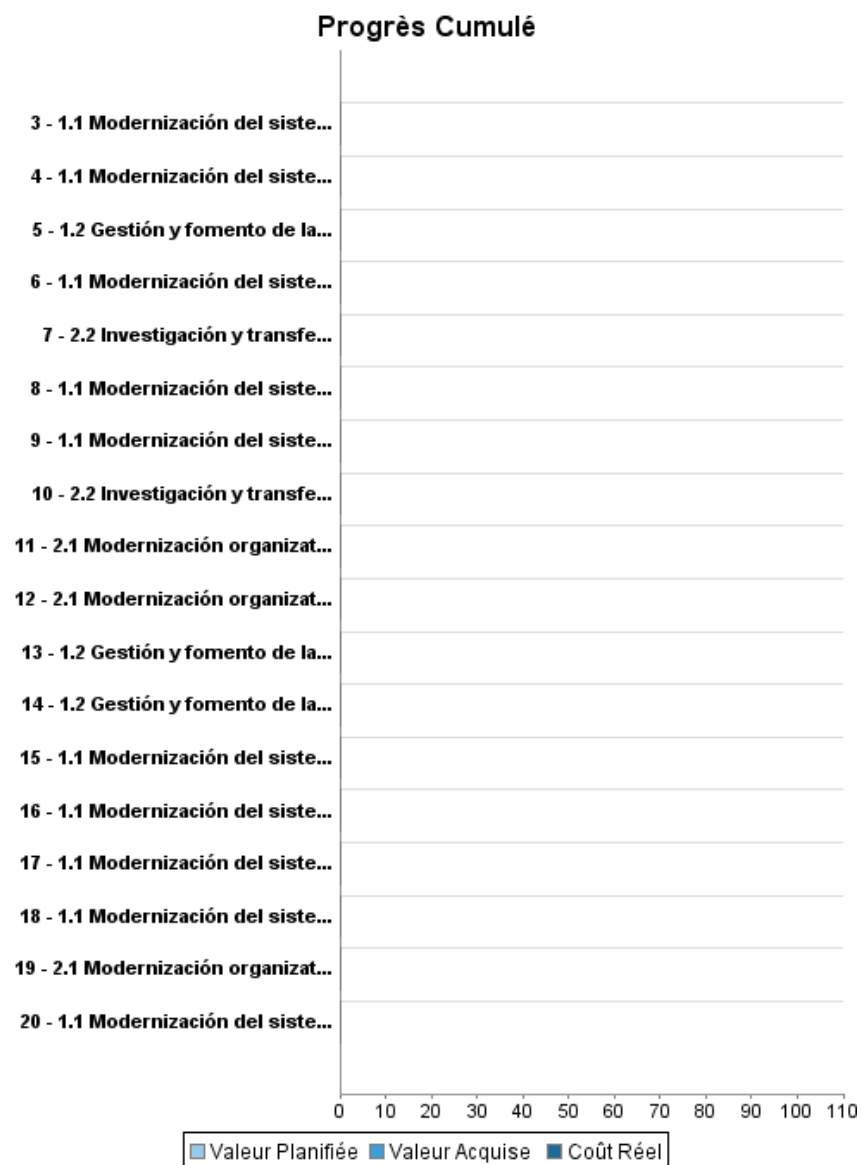 Progrès Cumulé
3 - 1.1 Modernización del siste...
4 - 1.1 Modernización del siste...
5 - 1.2 Gestión y fomento de la...
6 - 1.1 Modernización del siste...
7 - 2.2 Investigación y transfe...
8 - 1.1 Modernización del siste...
9 - 1.1 Modernización del siste...
10 - 2.2 Investigación y transfe...
11 - 2.1 Modernización organizat...
12 - 2.1 Modernización organizat...
13 - 1.2 Gestión y fomento de la...
14 - 1.2 Gestión y fomento de la...
15 - 1.1 Modernización del siste...
16 - 1.1 Modernización del siste...
17 - 1.1 Modernización del siste...
18 - 1.1 Modernización del siste...
19 - 2.1 Modernización organizat...
20 - 1.1 Modernización del siste...
0 10 20 30 40 50 60 70 80 90 100 110
Valeur Planifiée Valeur Acquise Coût Réel